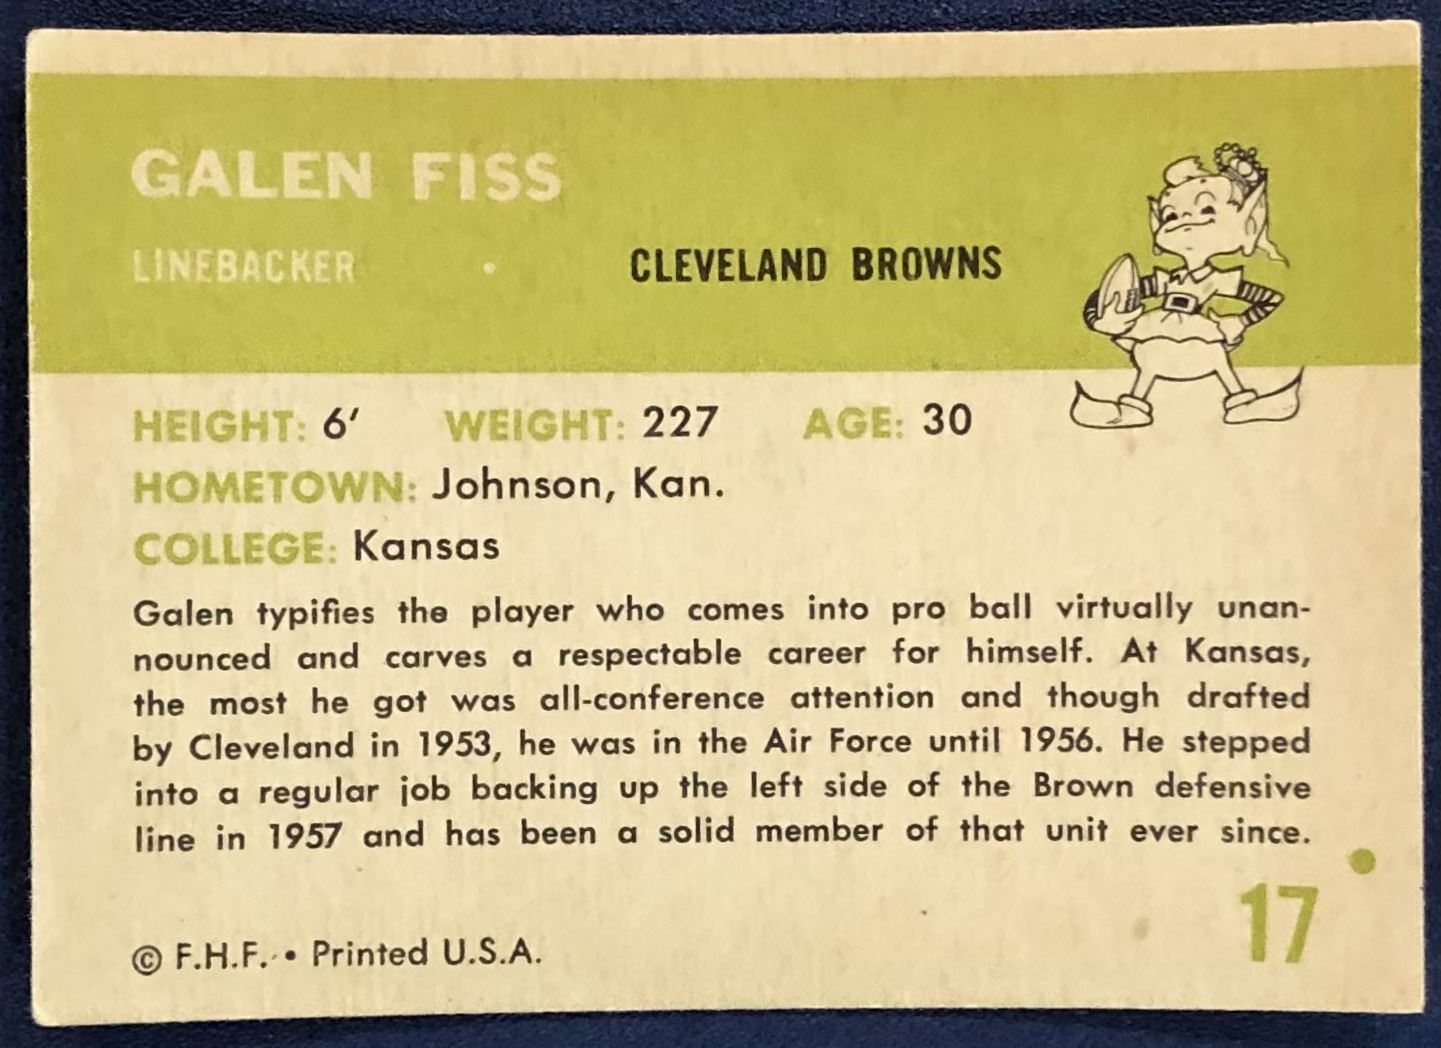 GALEN FISS
LINEBACKER • CLEVELAND BROWNS
HEIGHT: 6' WEIGHT: 227 AGE: 30
HOMETOWN: Johnson, Kan.
COLLEGE: Kansas
Galen typifies the player who comes into pro ball virtually unan-
nounced and carves a respectable career for himself. At Kansas,
the most he got was all-conference attention and though drafted
by Cleveland in 1953, he was in the Air Force until 1956. He stepped
into a regular job backing up the left side of the Brown defensive
line in 1957 and has been a solid member of that unit ever since.
17
© F.H.F. • Printed U.S.A.